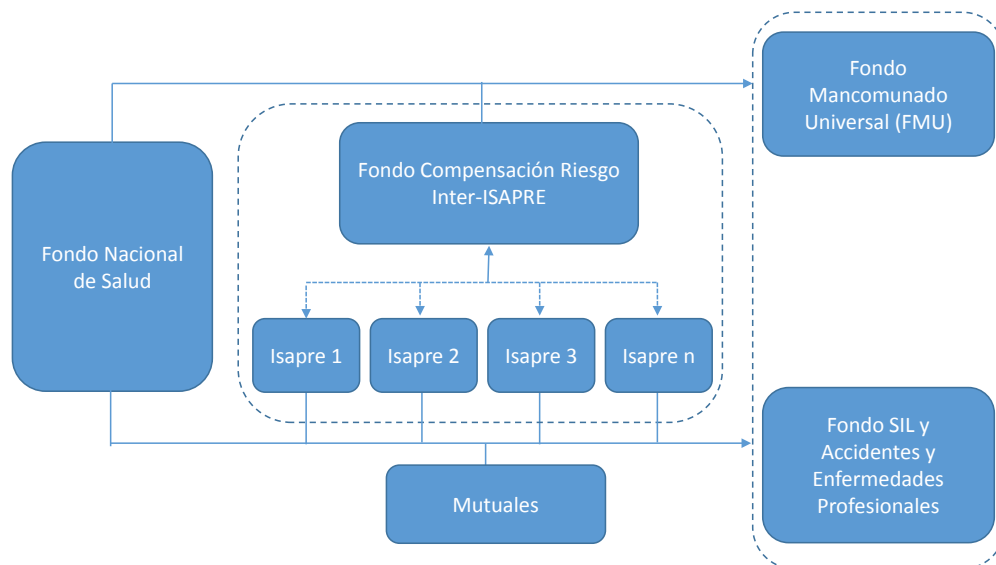 Fondo
Mancomunado
Universal (FMU)
Fondo Compensación Riesgo
Inter-ISAPRE
Fondo Nacional
de Salud
Isapre 1
Isapre 2
Isapre 3
Isapre n
Fondo SIL y
Accidentes y
Enfermedades
Profesionales
Mutuales